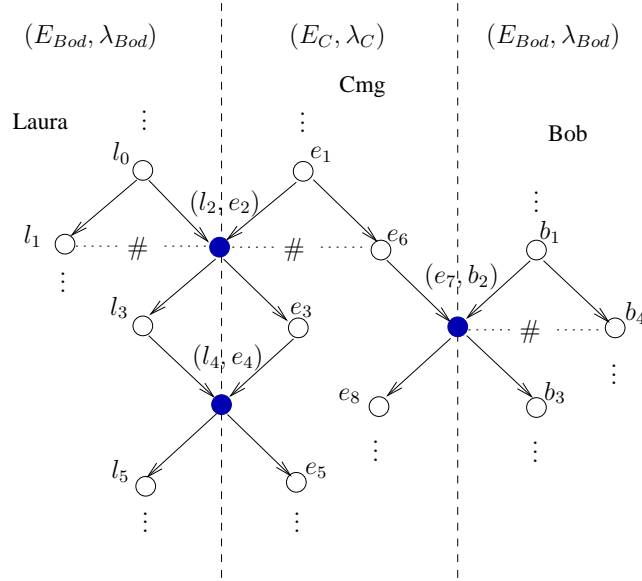 (E_{Bod}, λ_{Bod}) (E_C, λ_C) (E_{Bod}, λ_{Bod})
Cmg
Laura ⋮ ⋮ Bob
l_0 e_1
(l_2, e_2) ⋮
l_1 # # e_6 b_1
⋮ (e_7, b_2)
l_3 e_3 # b_4
(l_4, e_4) ⋮
e_8 b_3
⋮ ⋮
l_5 e_5
⋮ ⋮